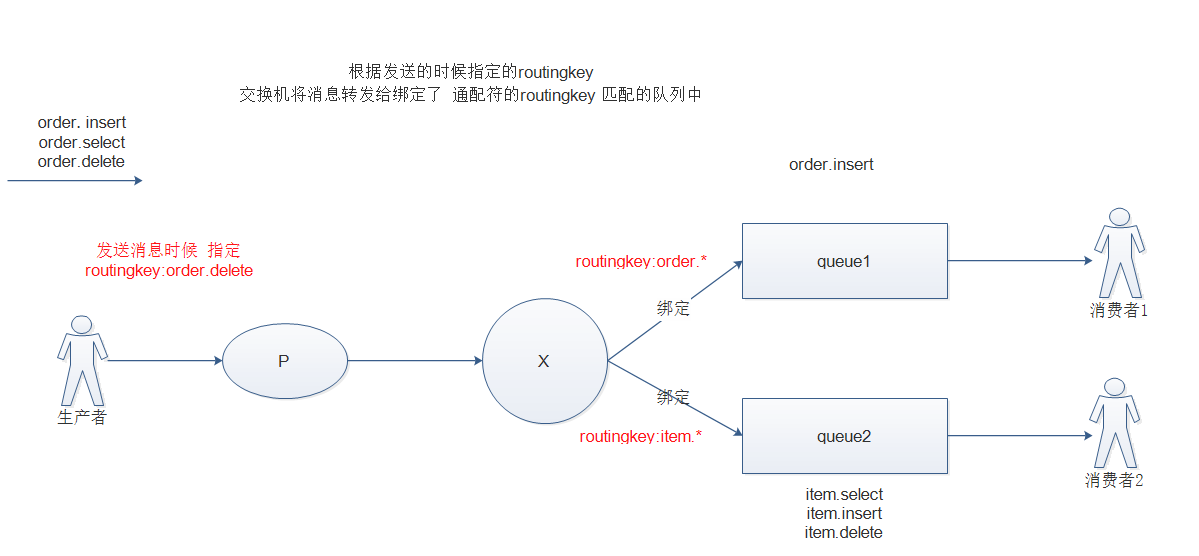 根据发送的时候指定的routingkey
交换机将消息转发给绑定了 通配符的routingkey 匹配的队列中
order. insert
order.select
order.delete
order.insert
发送消息时候 指定
routingkey:order.delete
routingkey:order.*
queue1
绑定
消费者1
P
X
生产者
绑定
routingkey:item.*
queue2
消费者2
item.select
item.insert
item.delete